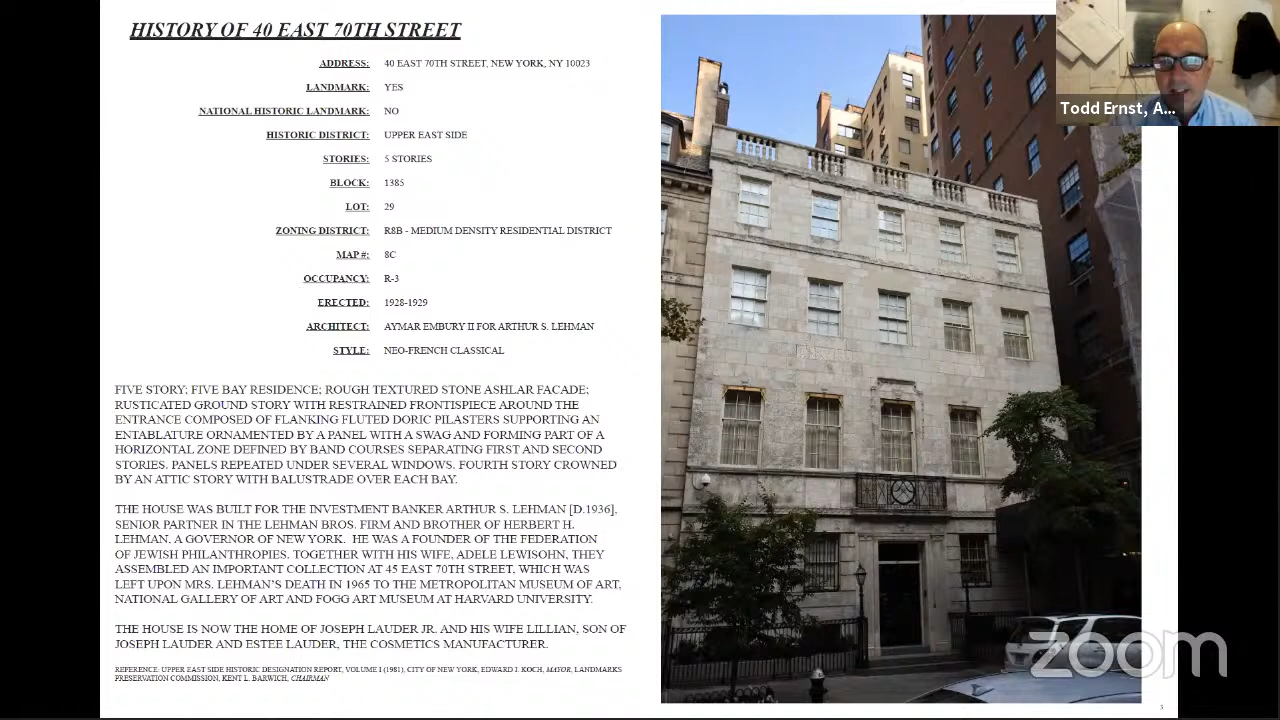 HISTORY OF 40 EAST 70TH STREET
ADDRESS: 40 EAST 70TH STREET, NEW YORK, NY 10023
LANDMARK: YES
NATIONAL HISTORIC LANDMARK: NO
HISTORIC DISTRICT: UPPER EAST SIDE
STORIES: 5 STORIES
BLOCK: 1385
LOT: 29
ZONING DISTRICT: R8B - MEDIUM DENSITY RESIDENTIAL DISTRICT
MAP #: 8C
OCCUPANCY: R-3
ERECTED: 1928-1929
ARCHITECT: AYMAR EMBURY II FOR ARTHUR S. LEHMAN
STYLE: NEO-FRENCH CLASSICAL
FIVE STORY; FIVE BAY RESIDENCE; ROUGH TEXTURED STONE ASHLAR FACADE;
RUSTICATED GROUND STORY WITH RESTRAINED FRONTISPIECE AROUND THE
ENTRANCE COMPOSED OF FLANKING FLUTED DORIC PILASTERS SUPPORTING AN
ENTABLATURE ORNAMENTED BY A PANEL WITH A SWAG AND FORMING PART OF A
HORIZONTAL ZONE DEFINED BY BAND COURSES SEPARATING FIRST AND SECOND
STORIES. PANELS REPEATED UNDER SEVERAL WINDOWS. FOURTH STORY CROWNED
BY AN ATTIC STORY WITH BALUSTRADE OVER EACH BAY.
THE HOUSE WAS BUILT FOR THE INVESTMENT BANKER ARTHUR S. LEHMAN [D.1936],
SENIOR PARTNER IN THE LEHMAN BROS. FIRM AND BROTHER OF HERBERT H.
LEHMAN, A GOVERNOR OF NEW YORK. HE WAS A FOUNDER OF THE FEDERATION
OF JEWISH PHILANTHROPIES. TOGETHER WITH HIS WIFE, ADELE LEWISOHN, THEY
ASSEMBLED AN IMPORTANT COLLECTION AT 45 EAST 70TH STREET, WHICH WAS
LEFT UPON MRS. LEHMAN'S DEATH IN 1965 TO THE METROPOLITAN MUSEUM OF ART,
NATIONAL GALLERY OF ART AND FOGG ART MUSEUM AT HARVARD UNIVERSITY.
THE HOUSE IS NOW THE HOME OF JOSEPH LAUDER JR. AND HIS WIFE LILLIAN, SON OF
JOSEPH LAUDER AND ESTEE LAUDER, THE COSMETICS MANUFACTURER.
REFERENCE: UPPER EAST SIDE HISTORIC DESIGNATION REPORT, VOLUME I (1981), CITY OF NEW YORK, EDWARD I. KOCH, MAYOR, LANDMARKS
PRESERVATION COMMISSION, KENT L. BARWICH, CHAIRMAN
Todd Ernst, A...
zoom
3